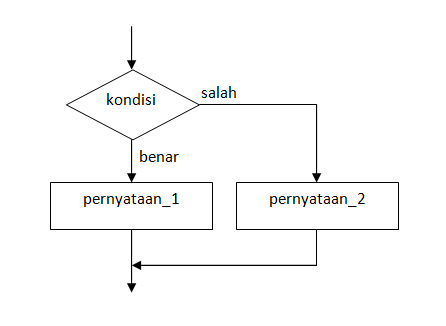 kondisi
salah
benar
pernyataan_1
pernyataan_2